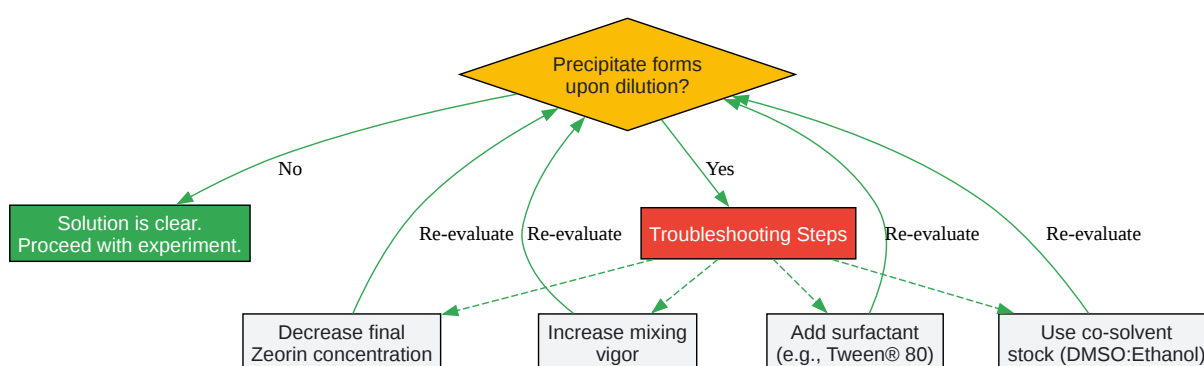 Precipitate forms
upon dilution?
No
Yes
Solution is clear.
Proceed with experiment.
Re-evaluate
Re-evaluate
Troubleshooting Steps
Re-evaluate
Re-evaluate
Decrease final
Zeorin concentration
Increase mixing
vigor
Add surfactant
(e.g., Tween® 80)
Use co-solvent
stock (DMSO:Ethanol)